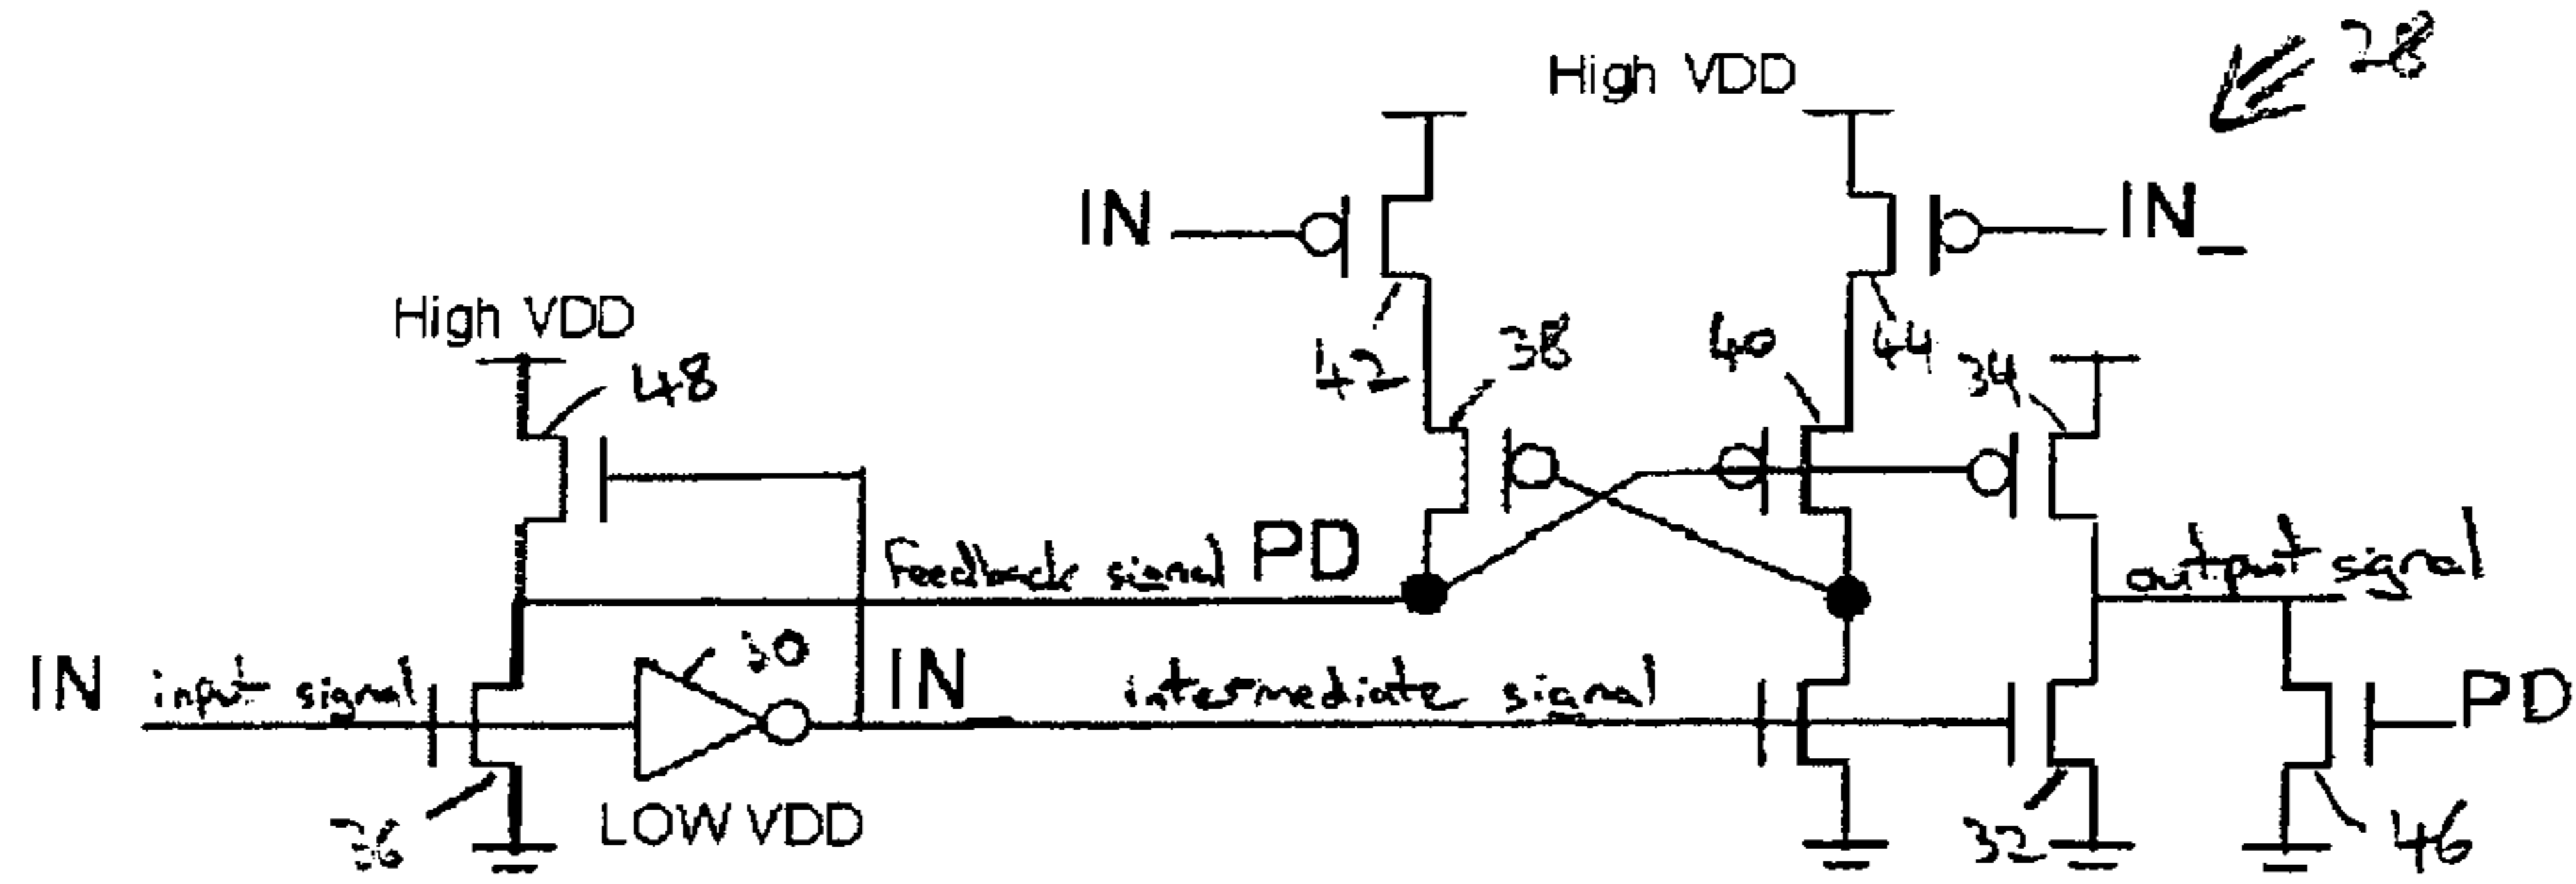 28
High VDD
IN
IN_
High VDD
48
42
38
40
44
34
feedback signal PD
output signal
IN input signal
30
IN_
intermediate signal
PD
36
LOW VDD
32
46